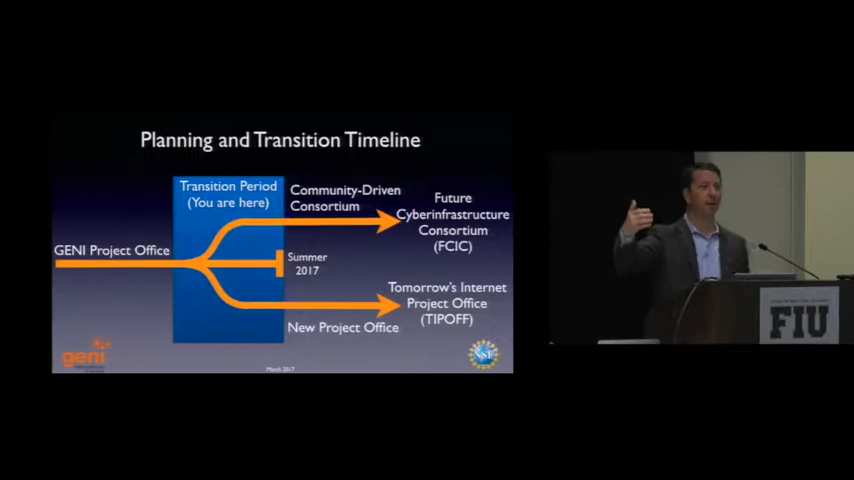 Planning and Transition Timeline
Transition Period
(You are here)
Community-Driven
Consortium
Future
Cyberinfrastructure
Consortium
(FCIC)
GENI Project Office
Summer
2017
Tomorrow's Internet
Project Office
(TIPOFF)
New Project Office
geni
NSF
March 2017
FIU